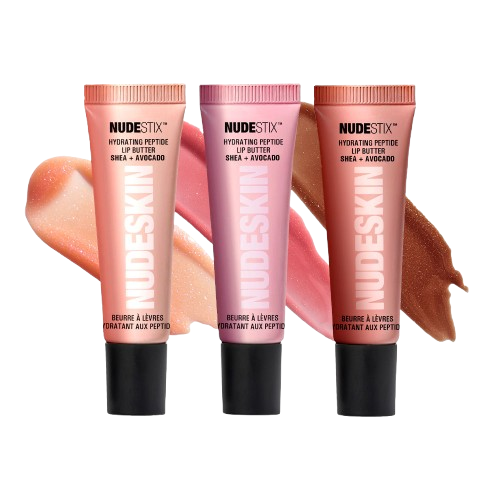 NUDESTIX™
HYDRATING PEPTIDE
LIP BUTTER
SHEA + AVOCADO
NUDESKIN
BEURRE À LÈVRES
YDRATANT AUX PEPTID
NUDESTIX™
HYDRATING PEPTIDE
LIP BUTTER
SHEA + AVOCADO
NUDESKIN
BEURRE À LÈVRES
YDRATANT AUX PEPTID
NUDESTIX™
HYDRATING PEPTIDE
LIP BUTTER
SHEA + AVOCADO
NUDESKIN
BEURRE À LÈVRES
YDRATANT AUX PEPTID